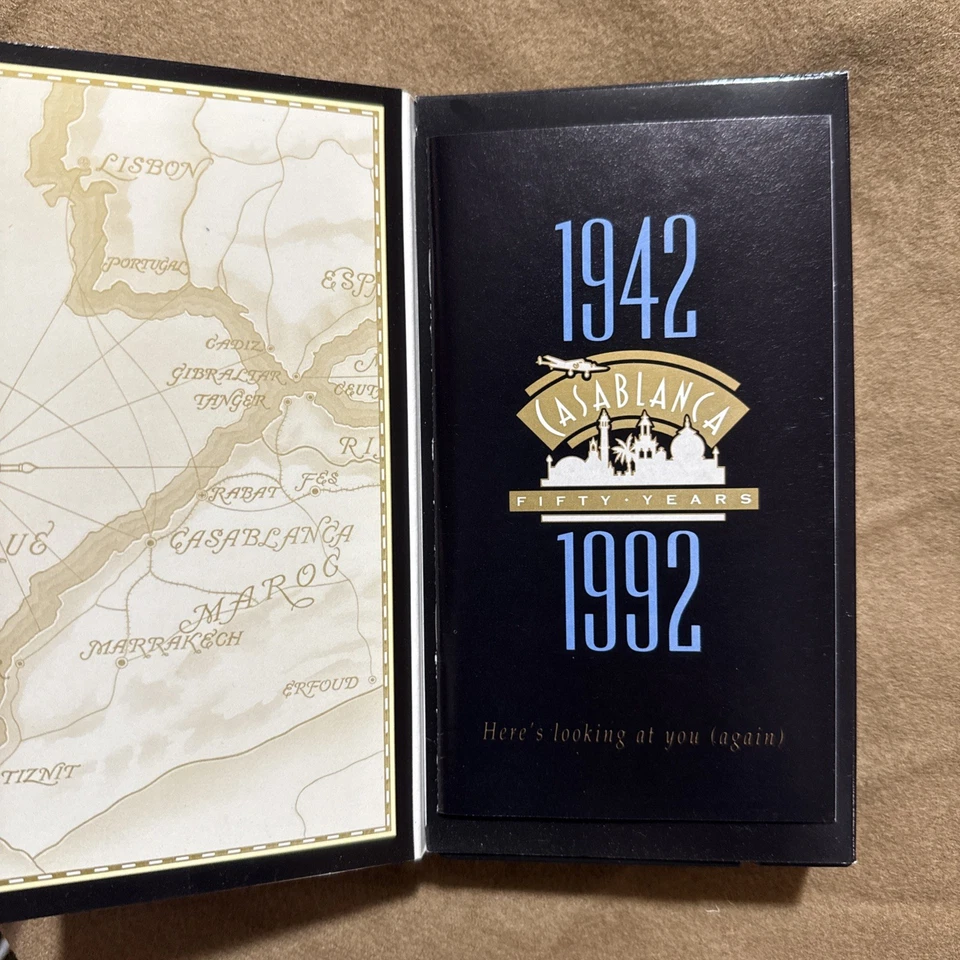 LISBON
PORTUGAL
CADIZ
GIBRALTAR
TANGER
RABAT
FES
CASABLANCA
MAROC
MARRAKECH
ERFOUD
TIZNIT
1942
CASABLANCA
FIFTY · YEARS
1992
Here's looking at you (again)